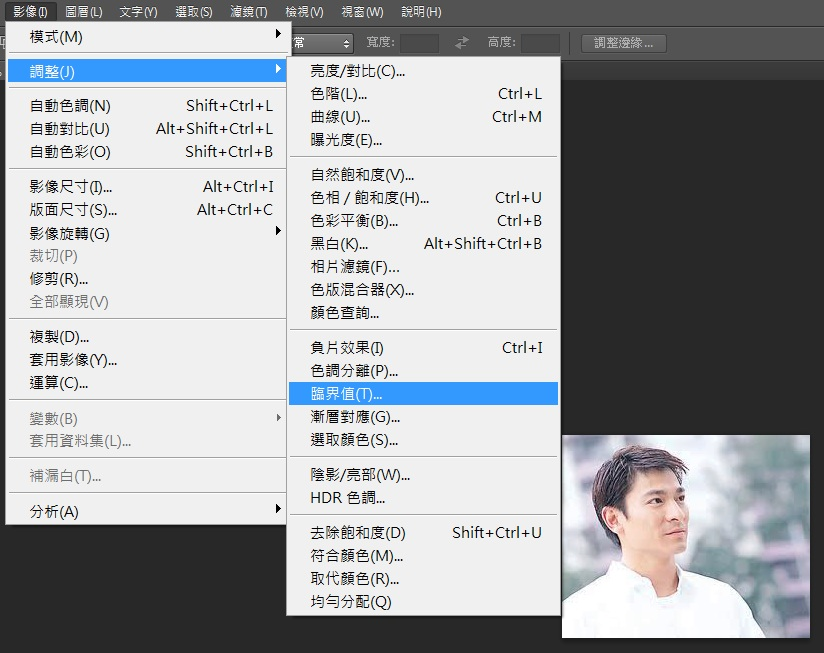 影像(I) 圖層(L) 文字(Y) 選取(S) 濾鏡(T) 檢視(V) 視窗(W) 說明(H)
常 寬度: 高度: 調整邊緣...
模式(M)
調整(J)
自動色調(N) Shift+Ctrl+L
自動對比(U) Alt+Shift+Ctrl+L
自動色彩(O) Shift+Ctrl+B
影像尺寸(I)... Alt+Ctrl+I
版面尺寸(S)... Alt+Ctrl+C
影像旋轉(G)
裁切(P)
修剪(R)...
全部顯現(V)
複製(D)...
套用影像(Y)...
運算(C)...
變數(B)
套用資料集(L)...
補漏白(T)...
分析(A)
亮度/對比(C)...
色階(L)... Ctrl+L
曲線(U)... Ctrl+M
曝光度(E)...
自然飽和度(V)...
色相 / 飽和度(H)... Ctrl+U
色彩平衡(B)... Ctrl+B
黑白(K)... Alt+Shift+Ctrl+B
相片濾鏡(F)...
色版混合器(X)...
顏色查詢...
負片效果(I) Ctrl+I
色調分離(P)...
臨界值(T)...
漸層對應(G)...
選取顏色(S)...
陰影/亮部(W)...
HDR 色調...
去除飽和度(D) Shift+Ctrl+U
符合顏色(M)...
取代顏色(R)...
均勻分配(Q)